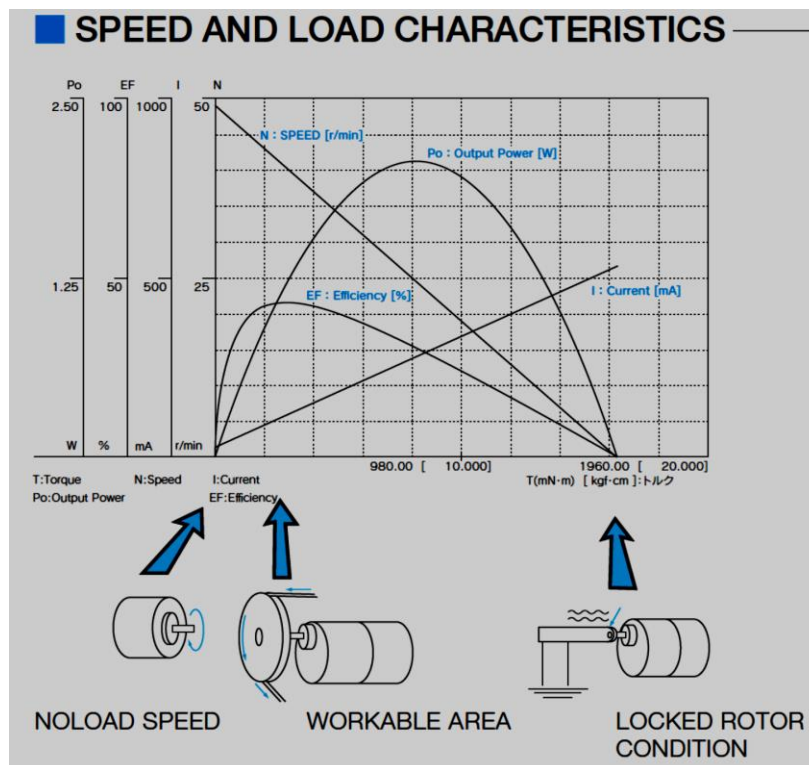 SPEED AND LOAD CHARACTERISTICS
Po EF I N
2.50 100 1000 50
N : SPEED [r/min]
Po : Output Power [W]
1.25 50 500 25
EF : Efficiency [%]
I : Current [mA]
W % mA r/min
980.00 [ 10.000] 1960.00 [ 20.000]
T:Torque N:Speed I:Current T(mN·m) [ kgf·cm ]:トルク
Po:Output Power EF:Efficiency
NOLOAD SPEED WORKABLE AREA LOCKED ROTOR
CONDITION